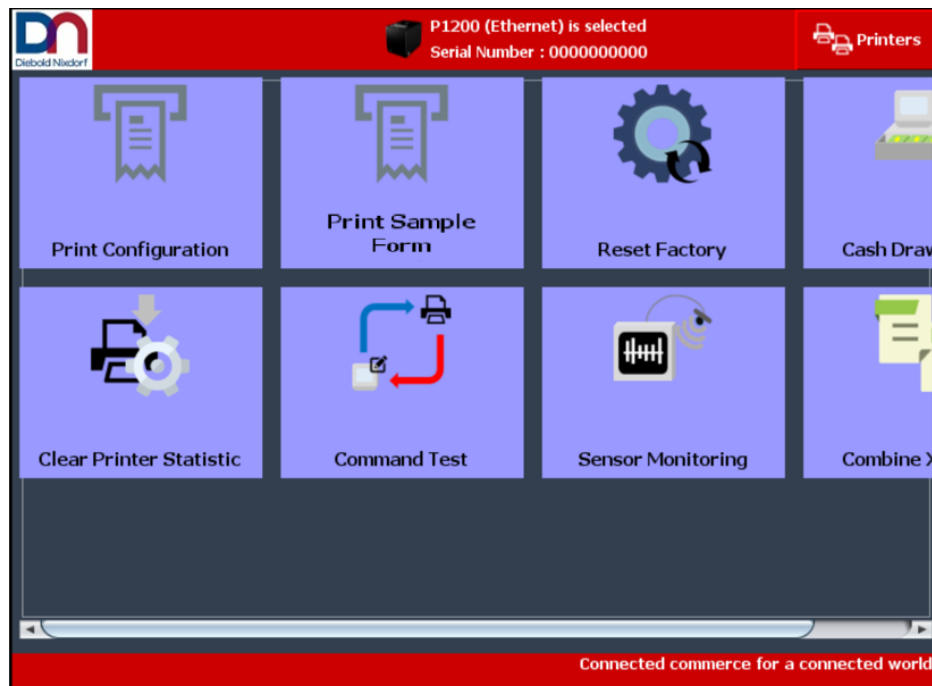 DN
Diebold Nixdorf
P1200 (Ethernet) is selected
Serial Number : 0000000000
Printers
Print Configuration
Print Sample
Form
Reset Factory
Cash Draw
Clear Printer Statistic
Command Test
Sensor Monitoring
Combine X
Connected commerce for a connected world